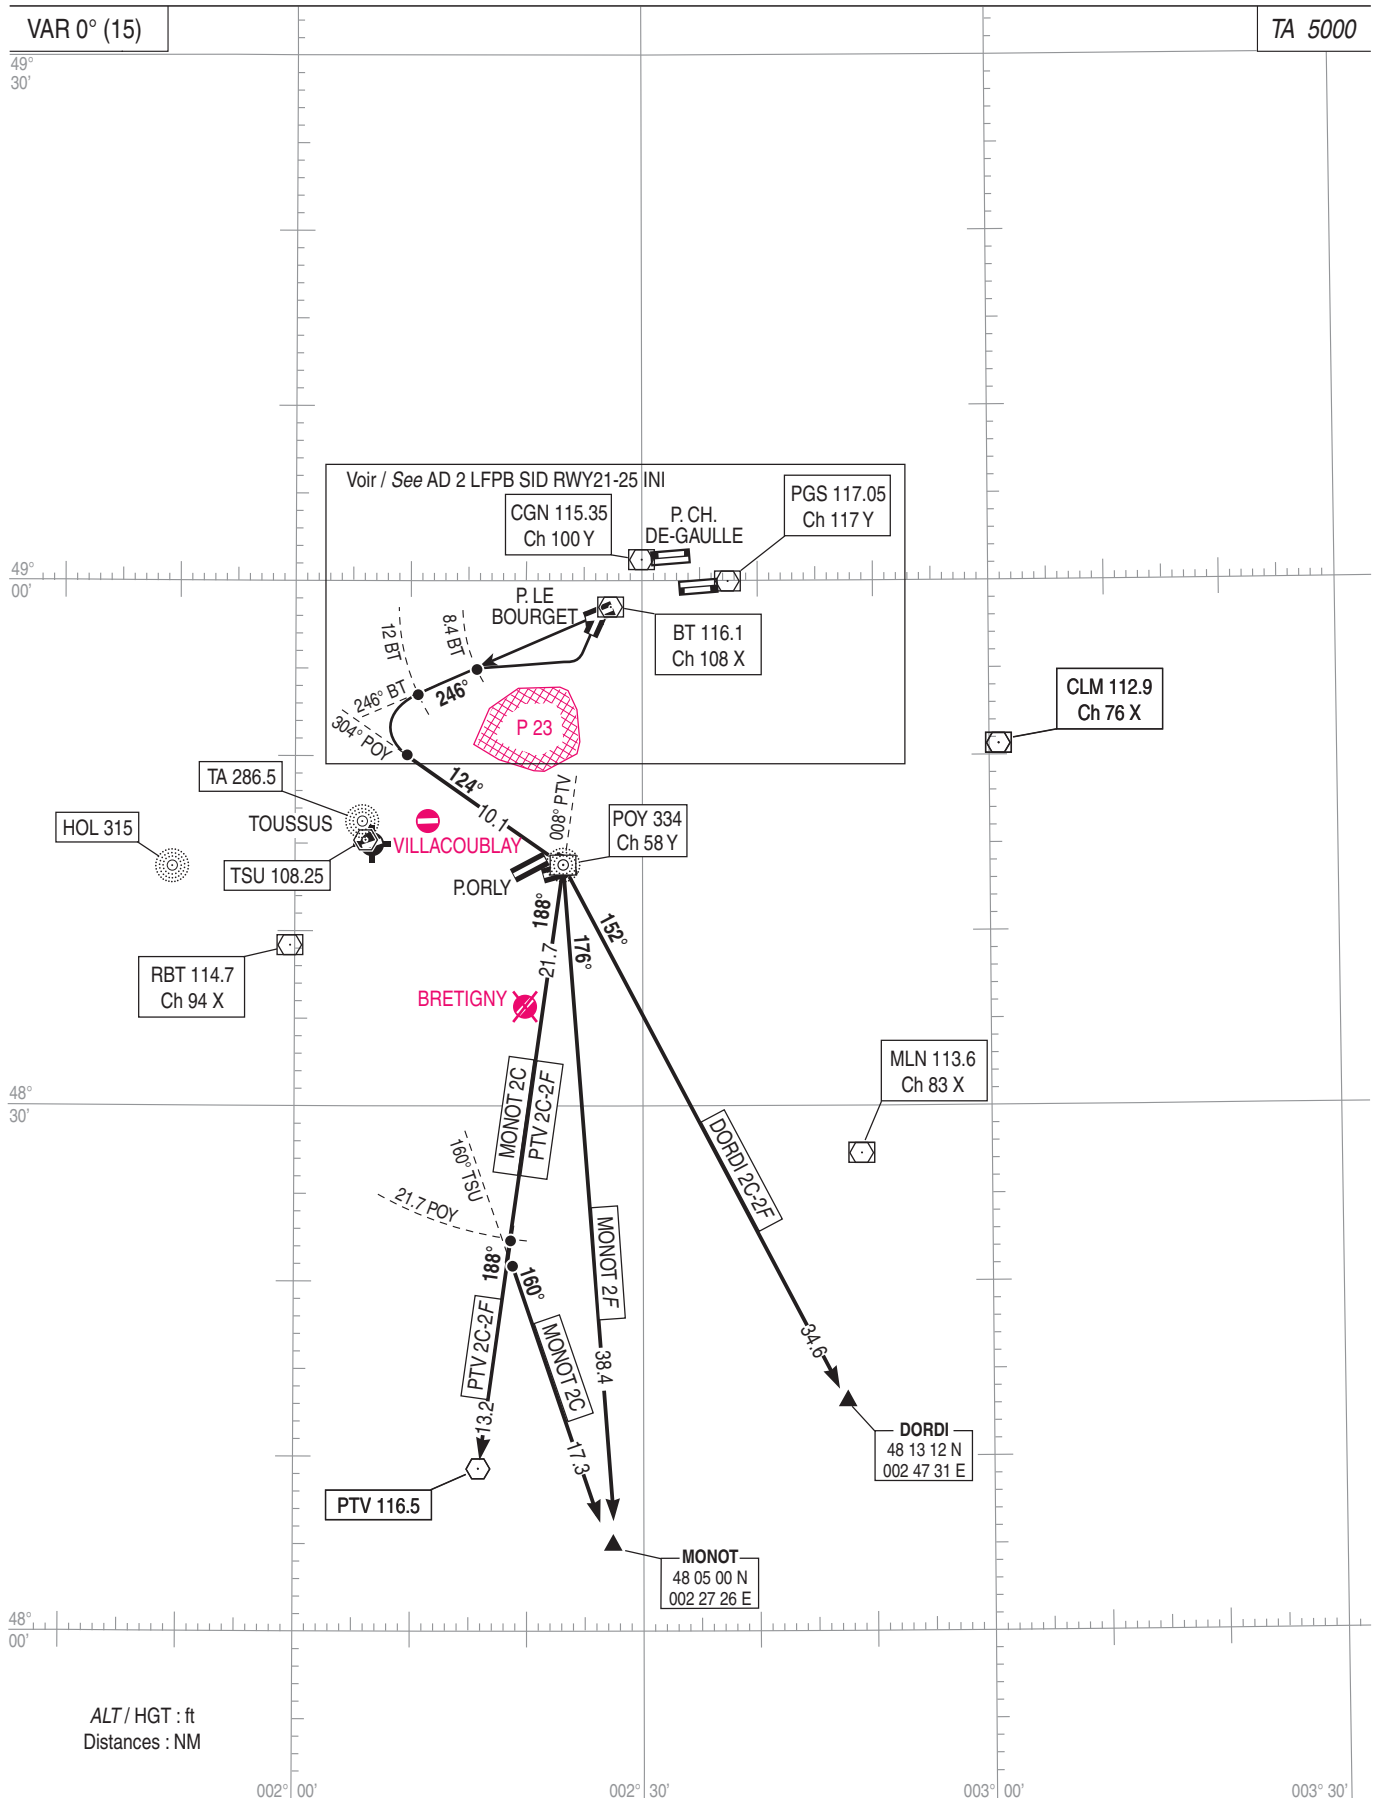 VAR 0° (15)
TA 5000
49°
30'
Voir / See AD 2 LFPB SID RWY21-25 INI
CGN 115.35
Ch 100 Y
P. CH.
DE-GAULLE
PGS 117.05
Ch 117 Y
49°
00'
P. LE
BOURGET
BT 116.1
Ch 108 X
12 BT
8.4 BT
246° BT
246°
304° POY
P 23
CLM 112.9
Ch 76 X
TA 286.5
TOUSSUS
HOL 315
TSU 108.25
VILLACOUBLAY
124°
10.1
008° PTV
POY 334
Ch 58 Y
P.ORLY
188°
21.7
176°
152°
RBT 114.7
Ch 94 X
BRETIGNY
MLN 113.6
Ch 83 X
48°
30'
MONOT 2C
PTV 2C-2F
DORDI 2C-2F
160° TSU
21.7 POY
MONOT 2F
188°
160°
PTV 2C-2F
MONOT 2C
13.2
17.3
38.4
34.6
DORDI
48 13 12 N
002 47 31 E
PTV 116.5
MONOT
48 05 00 N
002 27 26 E
48°
00'
ALT / HGT : ft
Distances : NM
002° 00'
002° 30'
003° 00'
003° 30'